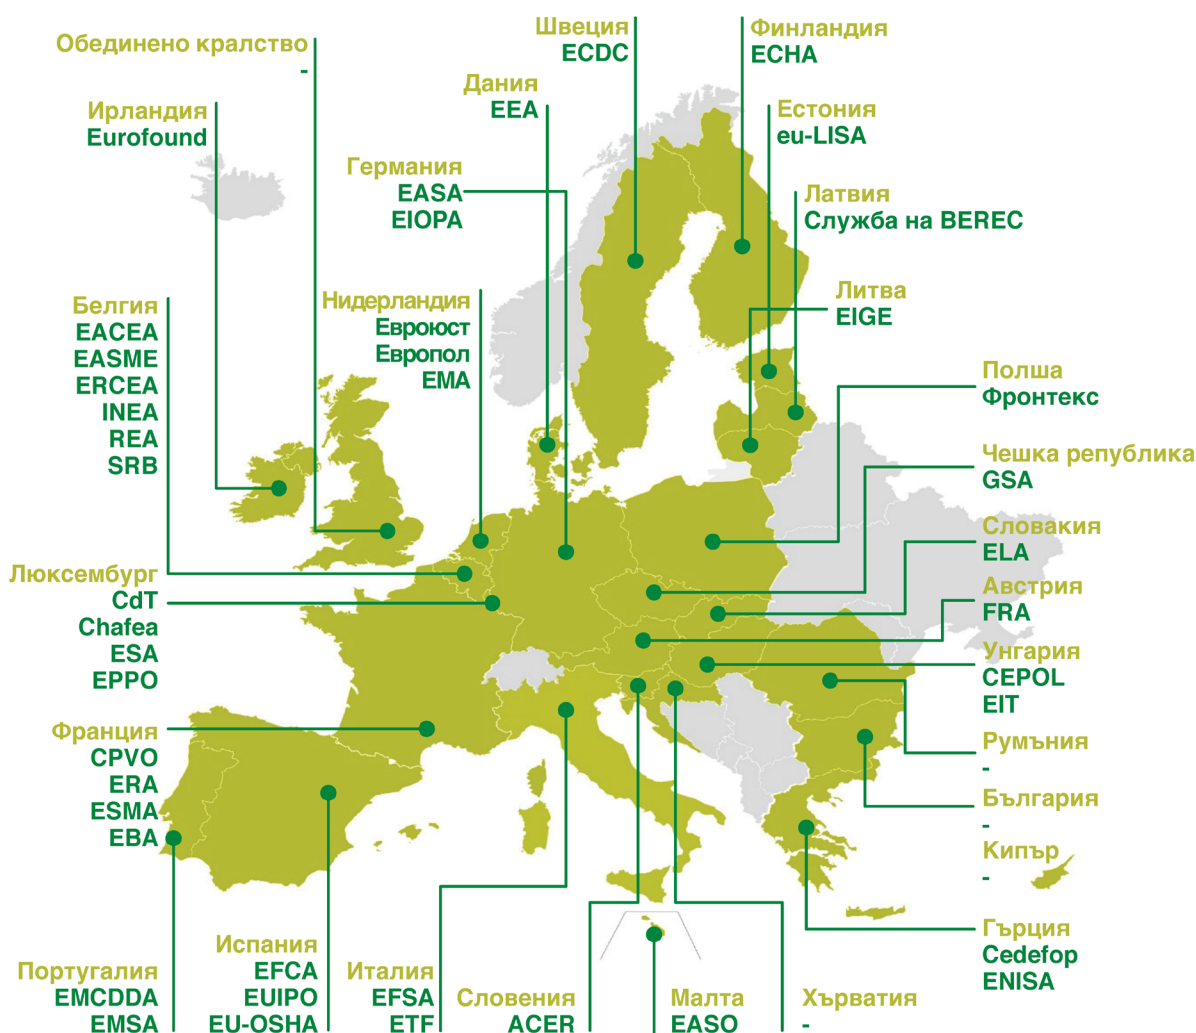 Обединено кралство
-
Ирландия
Eurofound
Швеция
ECDC
Финландия
ECHA
Дания
EEA
Естония
eu-LISA
Германия
EASA
EIOPA
Латвия
Служба на BEREC
Литва
EIGE
Белгия
EACEA
EASME
ERCEA
INEA
REA
SRB
Нидерландия
Евроюст
Европол
EMA
Полша
Фронтекс
Чешка република
GSA
Словакия
ELA
Австрия
FRA
Унгария
CEPOL
EIT
Румъния
-
България
-
Кипър
-
Гърция
Cedefop
ENISA
Люксембург
CdT
Chafea
ESA
EPPO
Франция
CPVO
ERA
ESMA
EBA
Португалия
EMCDDA
EMSA
Испания
EFCA
EUIPO
EU-OSHA
Италия
EFSA
ETF
Словения
ACER
Малта
EASO
Хърватия
-